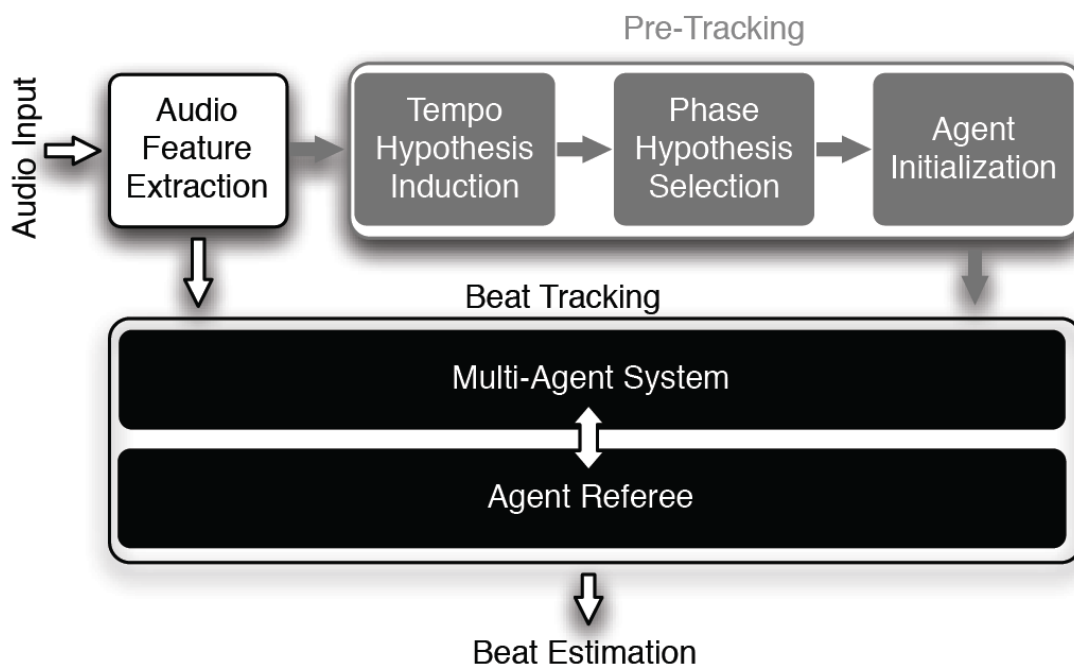 Pre-Tracking
Audio Input
Audio
Feature
Extraction
Tempo
Hypothesis
Induction
Phase
Hypothesis
Selection
Agent
Initialization
Beat Tracking
Multi-Agent System
Agent Referee
Beat Estimation